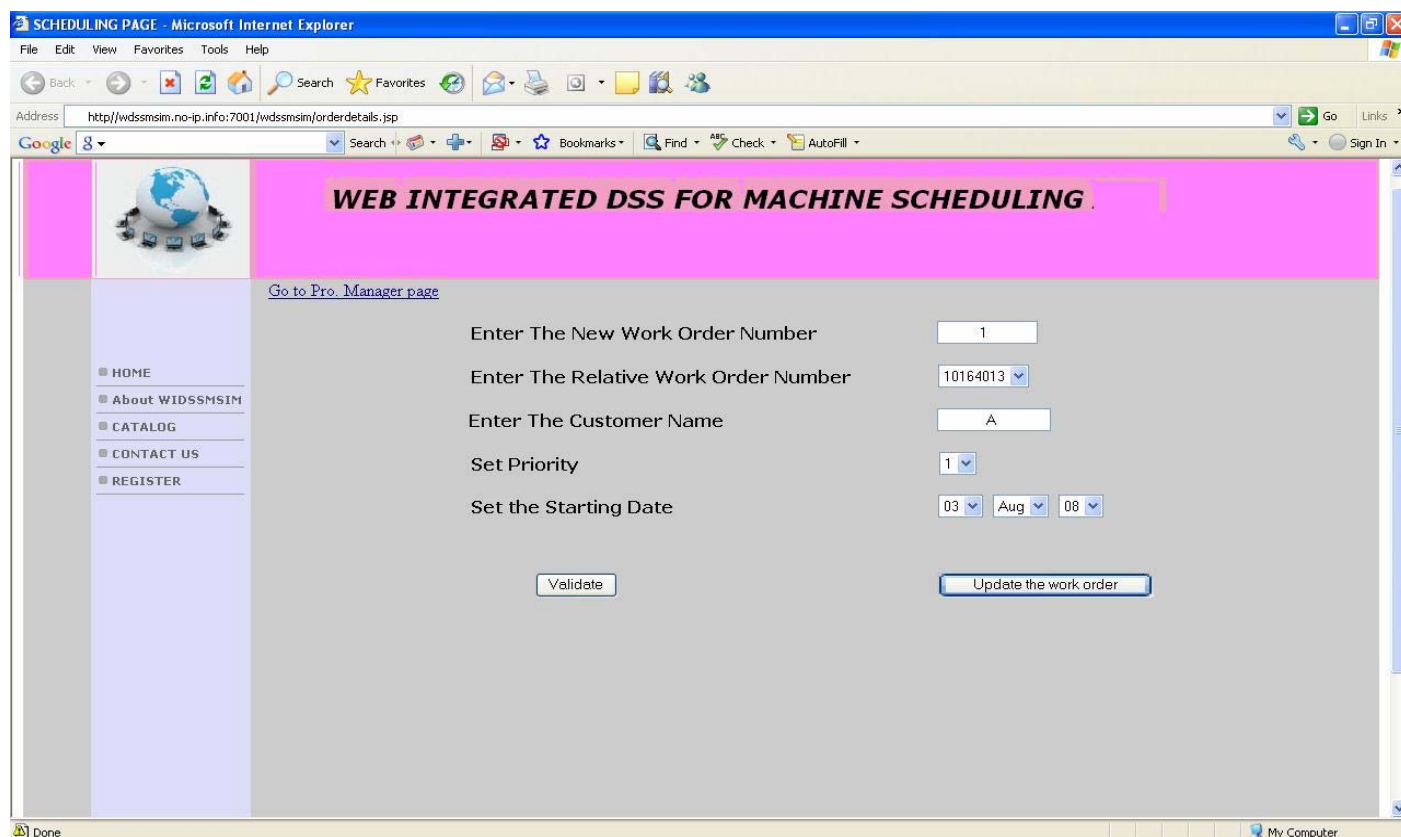 SCHEDULING PAGE - Microsoft Internet Explorer
File Edit View Favorites Tools Help
Back Search Favorites
Address http//wdssmsim.no-ip.info:7001/wdssmsim/orderdetails.jsp Go Links
Google Search Bookmarks Find Check AutoFill Sign In
WEB INTEGRATED DSS FOR MACHINE SCHEDULING
Go to Pro. Manager page
Enter The New Work Order Number 1
HOME
Enter The Relative Work Order Number 10164013
About WIDSSMSIM
Enter The Customer Name A
CATALOG
CONTACT US
Set Priority 1
REGISTER
Set the Starting Date 03 Aug 08
Validate Update the work order
Done My Computer